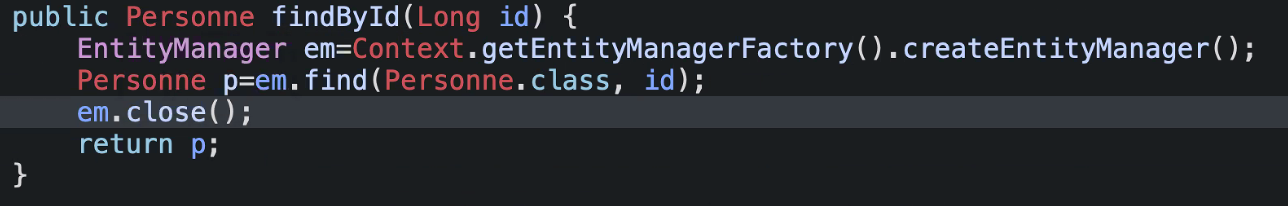 public Personne findById(Long id) {
    EntityManager em=Context.getEntityManagerFactory().createEntityManager();
    Personne p=em.find(Personne.class, id);
    em.close();
    return p;
}